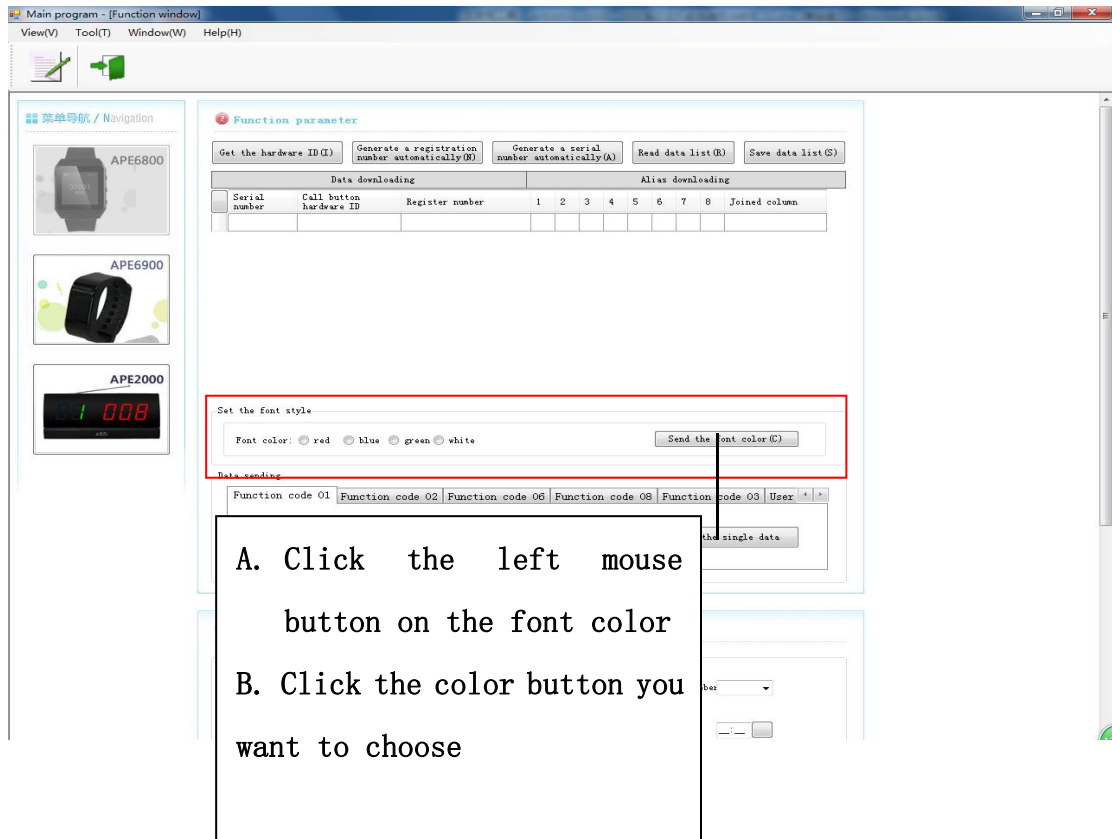 Main program - [Function window]
View(V) Tool(T) Window(W) Help(H)
菜单导航 / Navigation
APE6800
APE6900
APE2000
1 008
Function parameter
Get the hardware ID(I)
Generate a registration
number automatically(N)
Generate a serial
number automatically(A)
Read data list(R)
Save data list(S)
Data downloading
Alias downloading
Serial
number
Call button
hardware ID
Register number
1 2 3 4 5 6 7 8
Joined column
Set the font style
Font color: red blue green white
Send the font color(C)
Data sending
Function code 01 Function code 02 Function code 06 Function code 08 Function code 03 User
the single data
A. Click the left mouse
button on the font color
B. Click the color button you
want to choose
__:__